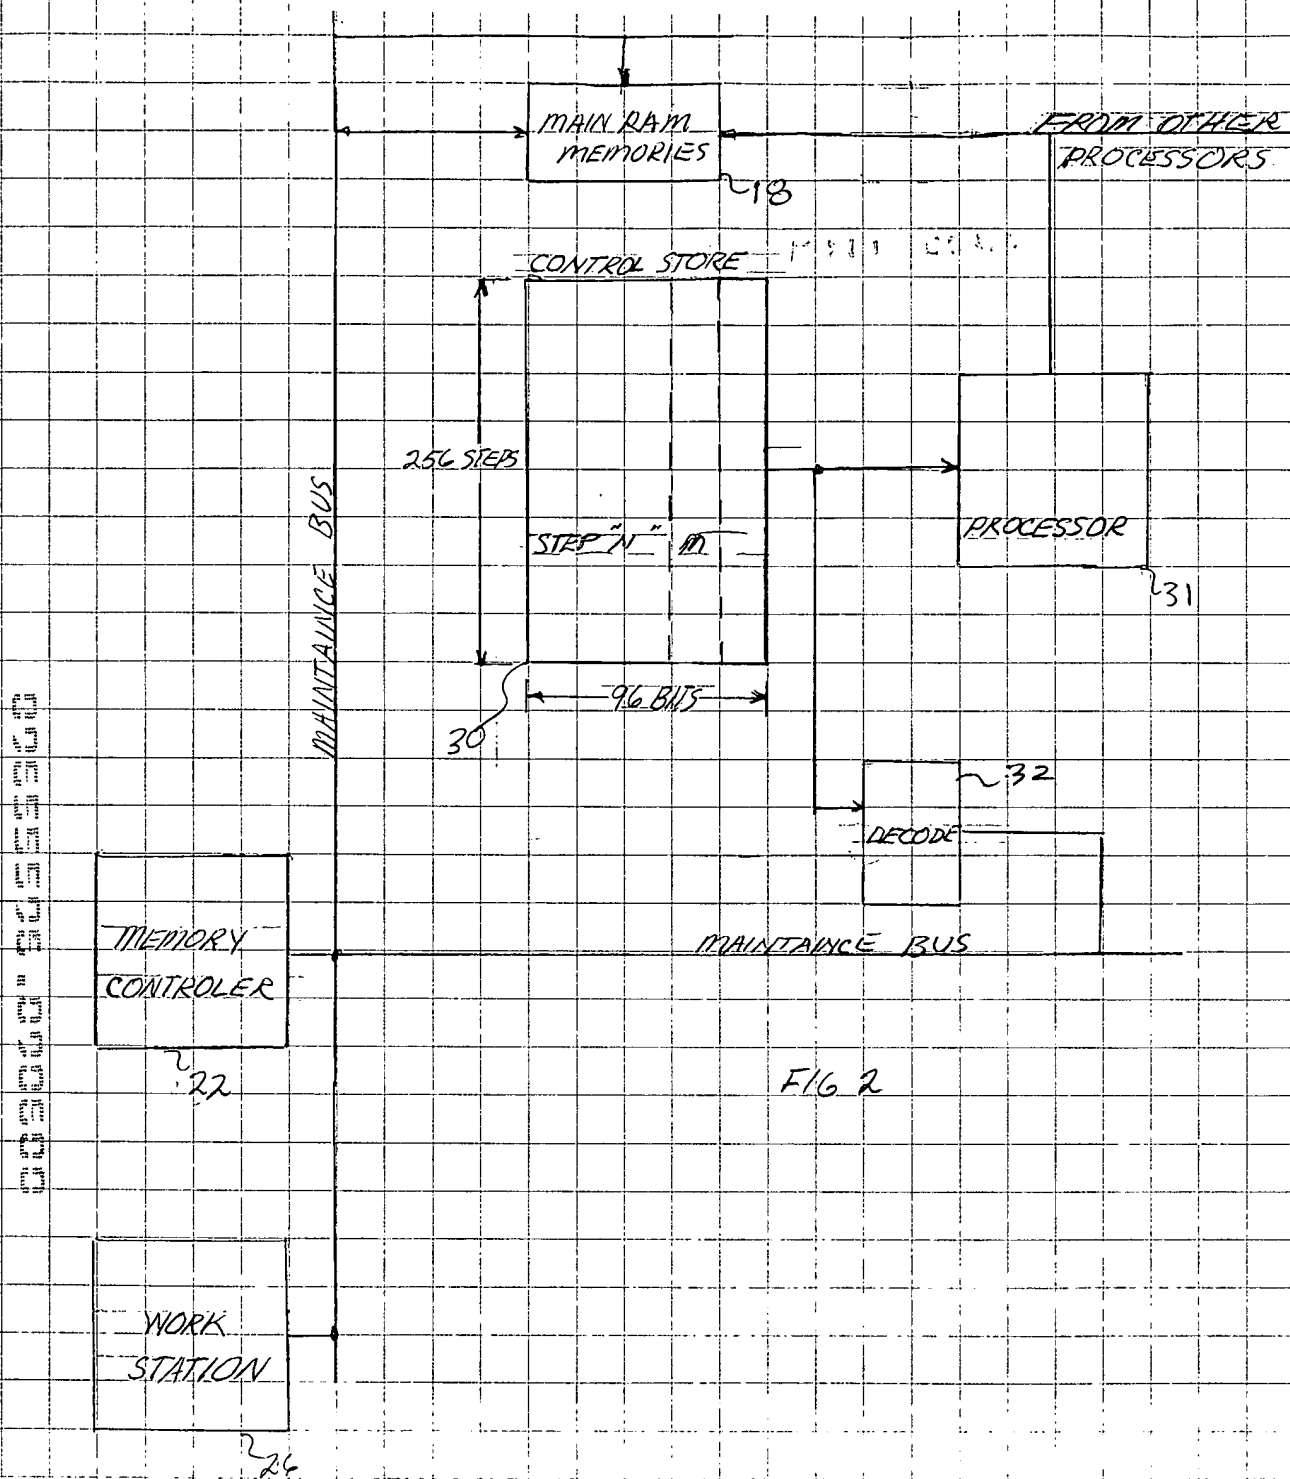 MAIN RAM
MEMORIES
18
FROM OTHER
PROCESSORS
CONTROL STORE
256 STEPS
STEP "N" M
PROCESSOR
31
96 BITS
30
MAINTAINCE BUS
32
DECODE
MEMORY
CONTROLER
22
MAINTAINCE BUS
FIG 2
WORK
STATION
26